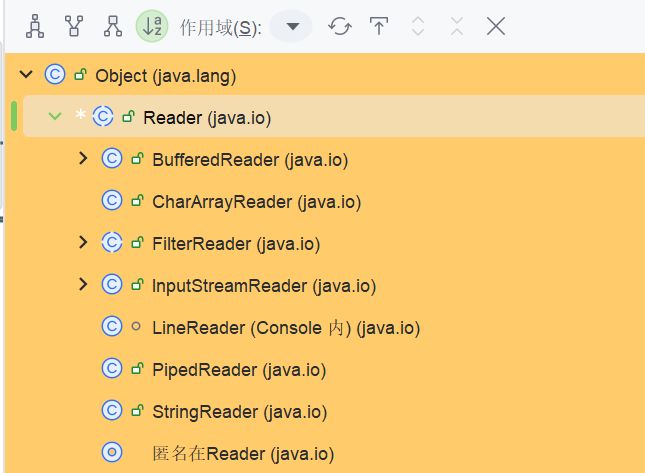 作用域(S):
Object (java.lang)
Reader (java.io)
BufferedReader (java.io)
CharArrayReader (java.io)
FilterReader (java.io)
InputStreamReader (java.io)
LineReader (Console 内) (java.io)
PipedReader (java.io)
StringReader (java.io)
匿名在Reader (java.io)